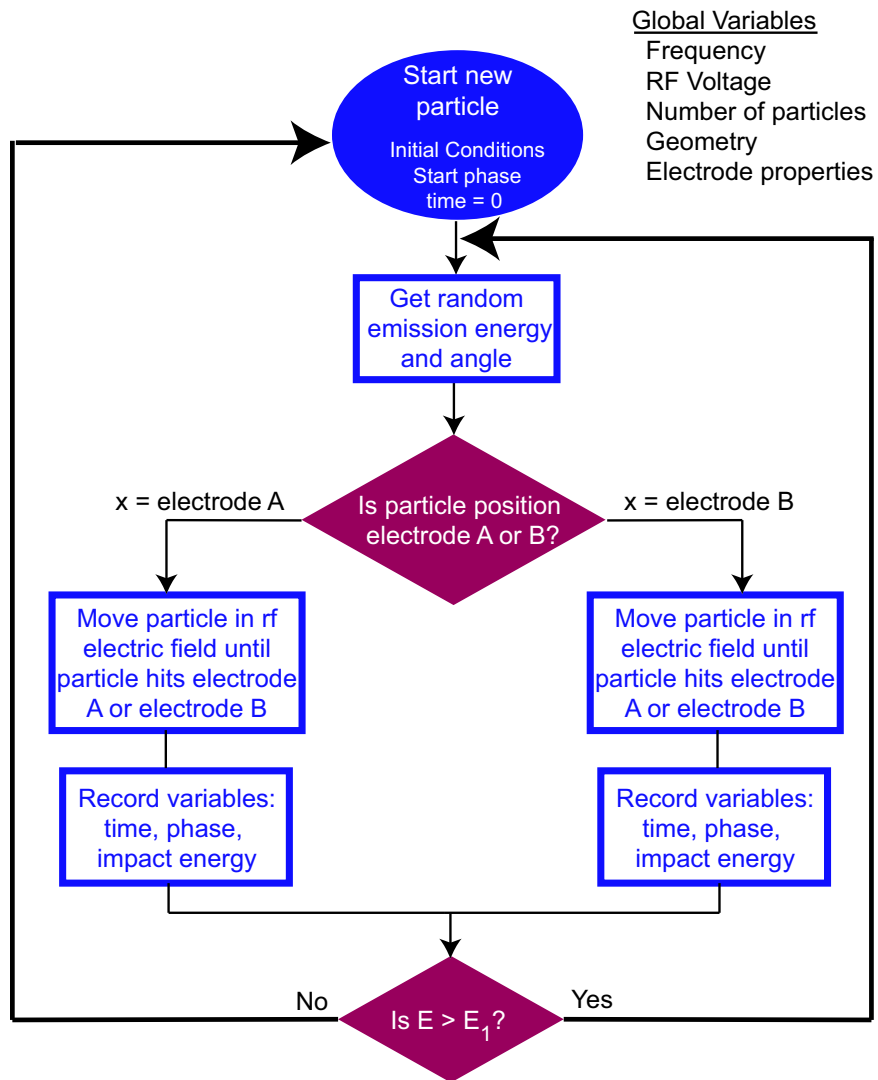 Global Variables
Frequency
RF Voltage
Number of particles
Geometry
Electrode properties
Start new
particle
Initial Conditions
Start phase
time = 0
Get random
emission energy
and angle
Is particle position
electrode A or B?
x = electrode A
x = electrode B
Move particle in rf
electric field until
particle hits electrode
A or electrode B
Move particle in rf
electric field until
particle hits electrode
A or electrode B
Record variables:
time, phase,
impact energy
Record variables:
time, phase,
impact energy
No
Is E > E₁?
Yes